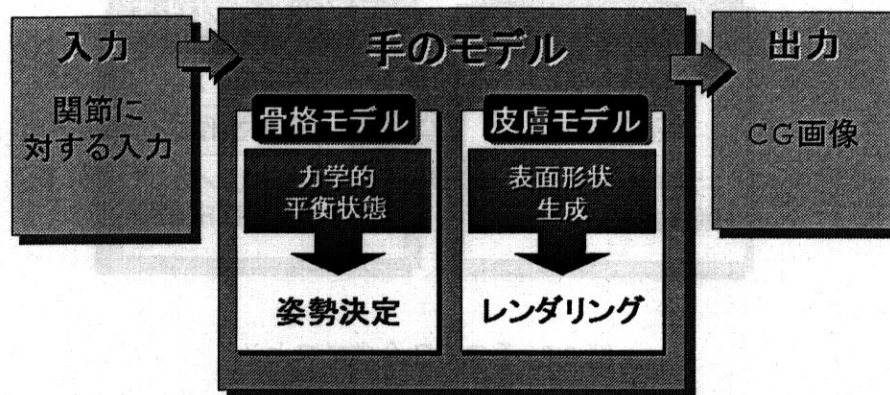 入力
関節に
対する入力
手のモデル
骨格モデル
力学的
平衡状態
姿勢決定
皮膚モデル
表面形状
生成
レンダリング
出力
CG画像